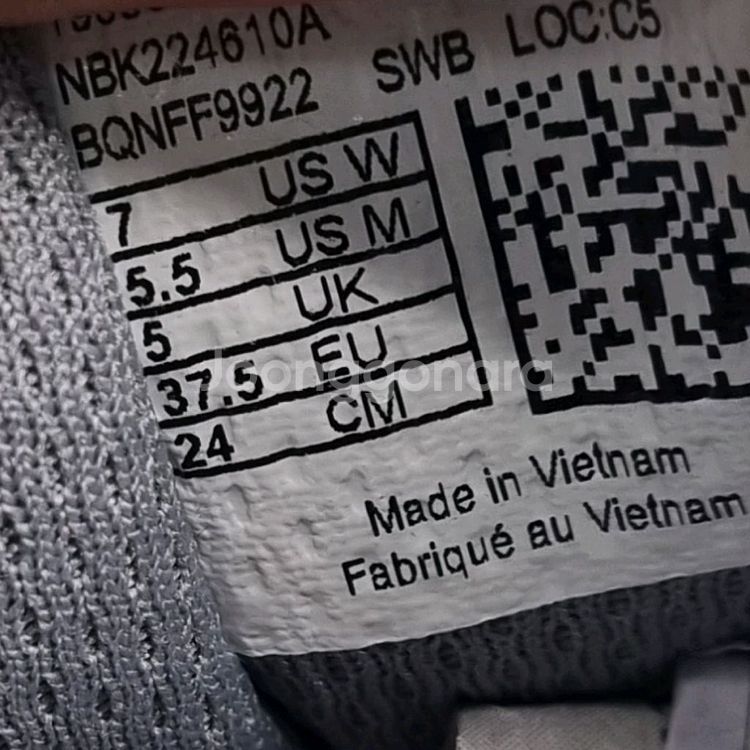 NBK224610A
BQNFF9922 SWB LOC:C5
7 US W
5.5 US M
5 UK
37.5 EU
24 CM
Joonggonara
Made in Vietnam
Fabriqué au Vietnam